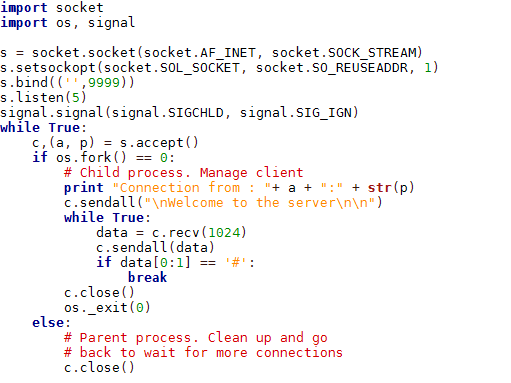 import socket
import os, signal

s = socket.socket(socket.AF_INET, socket.SOCK_STREAM)
s.setsockopt(socket.SOL_SOCKET, socket.SO_REUSEADDR, 1)
s.bind(('',9999))
s.listen(5)
signal.signal(signal.SIGCHLD, signal.SIG_IGN)
while True:
    c,(a, p) = s.accept()
    if os.fork() == 0:
        # Child process. Manage client
        print "Connection from : "+ a + ":" + str(p)
        c.sendall("\nWelcome to the server\n\n")
        while True:
            data = c.recv(1024)
            c.sendall(data)
            if data[0:1] == '#':
                break
        c.close()
        os._exit(0)
    else:
        # Parent process. Clean up and go
        # back to wait for more connections
        c.close()